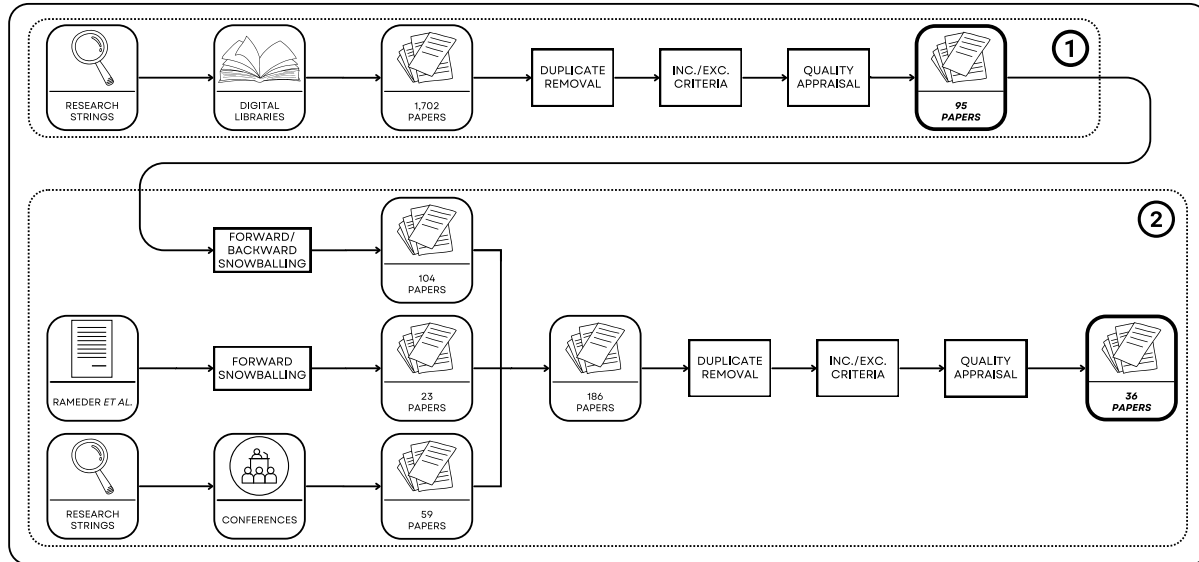 1
RESEARCH
STRINGS
DIGITAL
LIBRARIES
1,702
PAPERS
DUPLICATE
REMOVAL
INC./EXC.
CRITERIA
QUALITY
APPRAISAL
95
PAPERS
2
FORWARD/
BACKWARD
SNOWBALLING
104
PAPERS
RAMEDER ET AL.
FORWARD
SNOWBALLING
23
PAPERS
186
PAPERS
DUPLICATE
REMOVAL
INC./EXC.
CRITERIA
QUALITY
APPRAISAL
36
PAPERS
RESEARCH
STRINGS
CONFERENCES
59
PAPERS